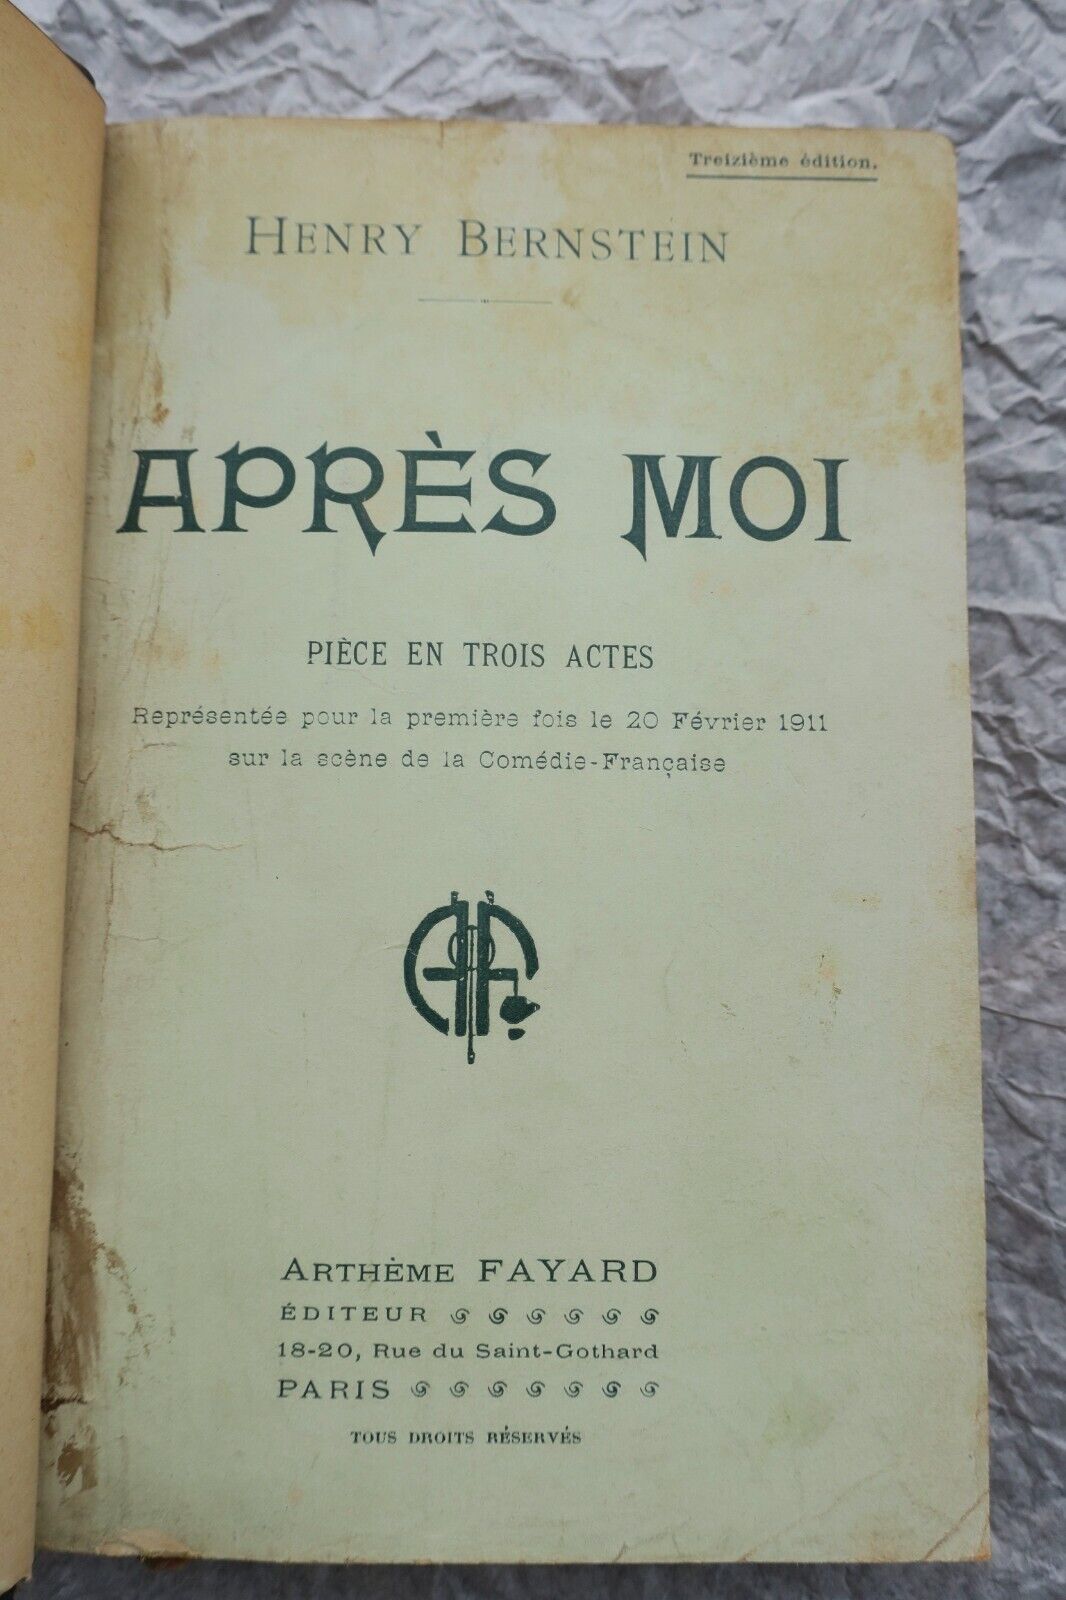 Treizième édition.
HENRY BERNSTEIN
APRÈS MOI
PIÈCE EN TROIS ACTES
Représentée pour la première fois le 20 Février 1911
sur la scène de la Comédie-Française
ARTHÈME FAYARD
ÉDITEUR
18-20, Rue du Saint-Gothard
PARIS
TOUS DROITS RÉSERVÉS